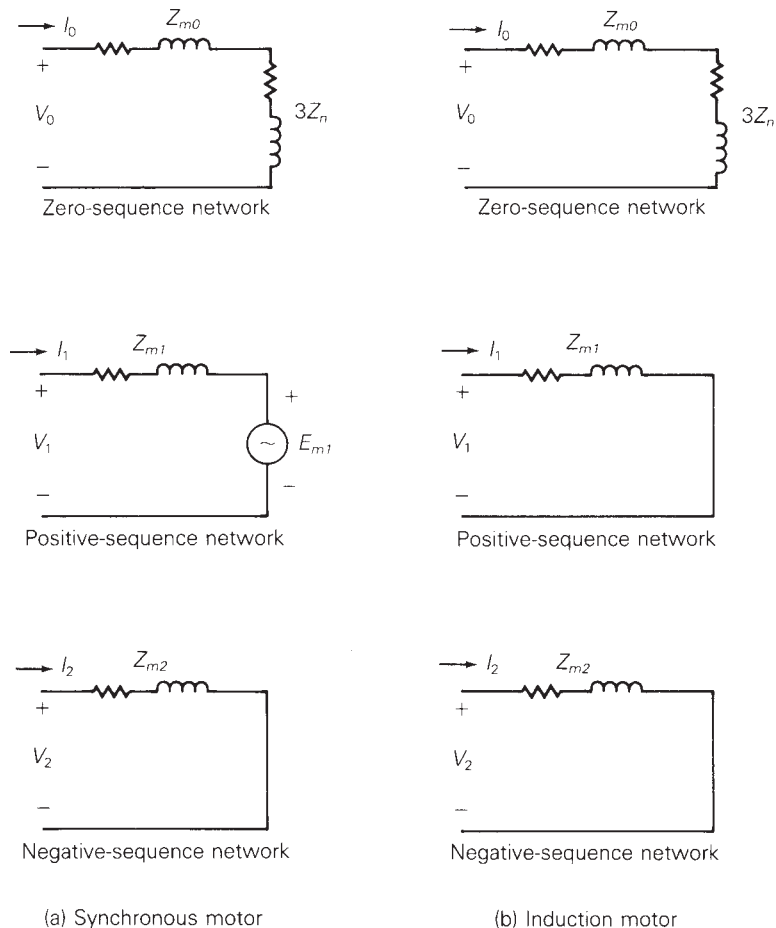 I0 Zm0
+
V0 3Zn
−
Zero-sequence network
I0 Zm0
+
V0 3Zn
−
Zero-sequence network
I1 Zm1
+ +
V1 ~ Em1
− −
Positive-sequence network
I1 Zm1
+
V1
−
Positive-sequence network
I2 Zm2
+
V2
−
Negative-sequence network
I2 Zm2
+
V2
−
Negative-sequence network
(a) Synchronous motor
(b) Induction motor